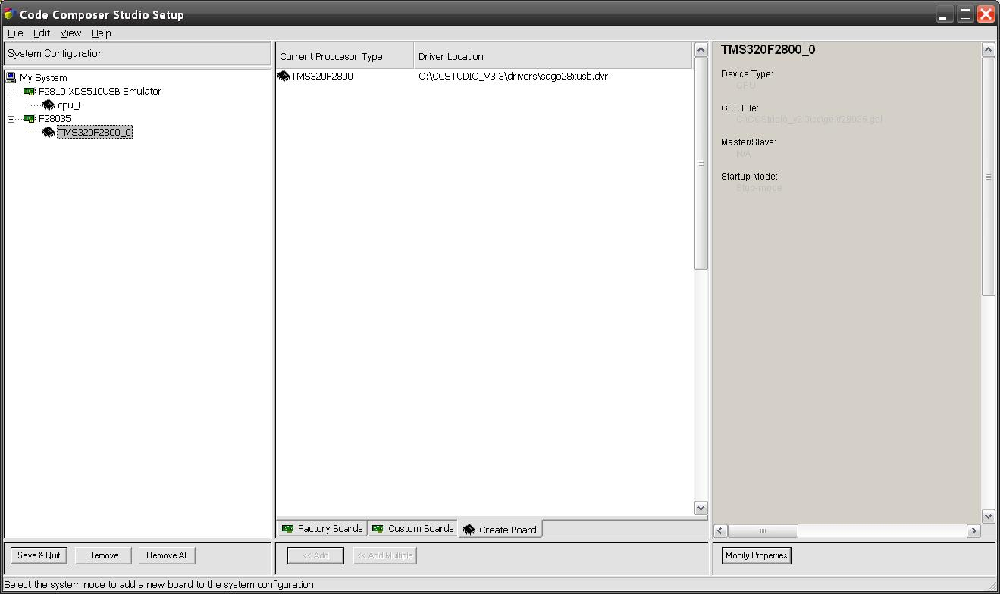 Code Composer Studio Setup
File Edit View Help
System Configuration
My System
F2810 XDS510USB Emulator
cpu_0
F28035
TMS320F2800_0
Current Proccesor Type Driver Location
TMS320F2800 C:\CCSTUDIO_V3.3\drivers\sdgo28xusb.dvr
TMS320F2800_0
Device Type:
CPU
GEL File:
C:\CCStudio_v3.3\cc\gel\f28035.gel
Master/Slave:
N/A
Startup Mode:
Stop-mode
Factory Boards Custom Boards Create Board
Save & Quit Remove Remove All << Add << Add Multiple Modify Properties
Select the system node to add a new board to the system configuration.